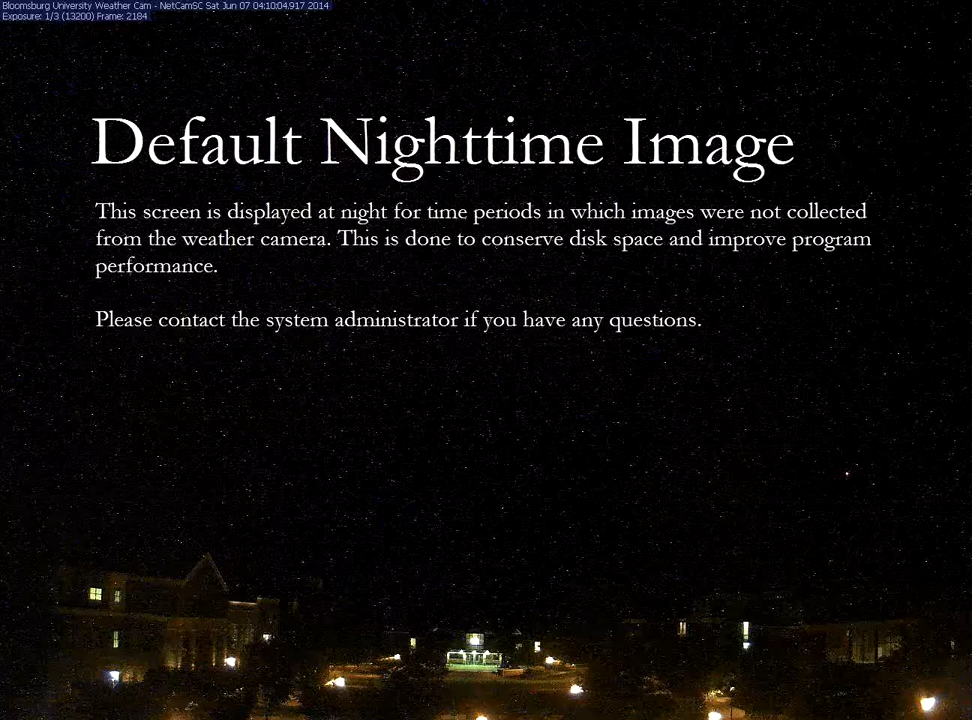 Bloomsburg University Weather Cam - NetCamSC Sat Jun 07 04:10:04.917 2014
Exposure: 1/3 (13200) Frame: 2184
Default Nighttime Image
This screen is displayed at night for time periods in which images were not collected
from the weather camera. This is done to conserve disk space and improve program
performance.
Please contact the system administrator if you have any questions.